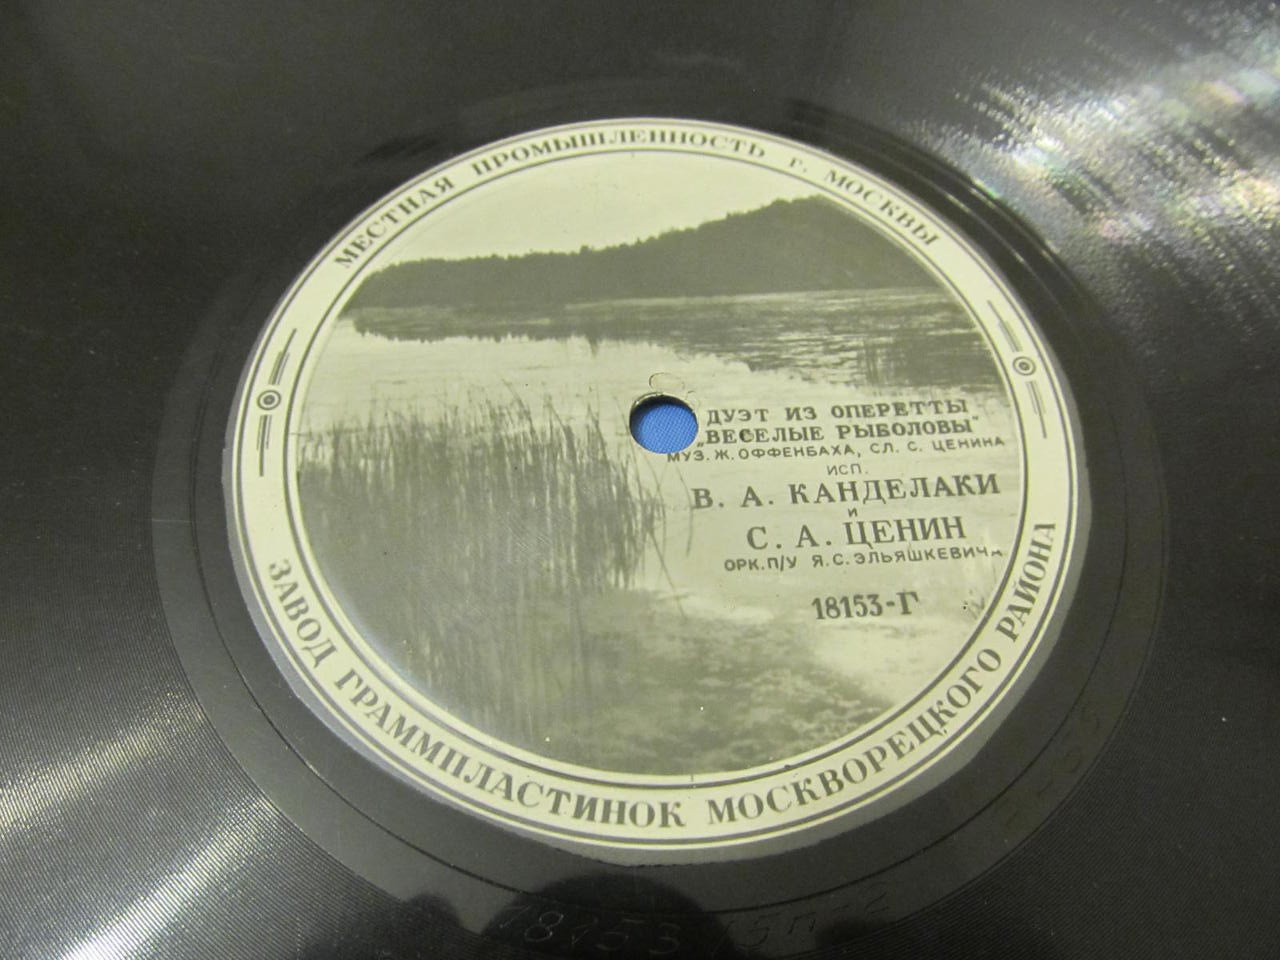 МЕСТНАЯ ПРОМЫШЛЕННОСТЬ Г. МОСКВЫ
ДУЭТ ИЗ ОПЕРЕТТЫ
„ВЕСЕЛЫЕ РЫБОЛОВЫ"
МУЗ. Ж. ОФФЕНБАХА, СЛ. С. ЦЕНИНА
ИСП.
В. А. КАНДЕЛАКИ
и
С. А. ЦЕНИН
ОРК. П/У Я. С. ЭЛЬЯШКЕВИЧА
18153-Г
ЗАВОД ГРАММПЛАСТИНОК МОСКВОРЕЦКОГО РАЙОНА